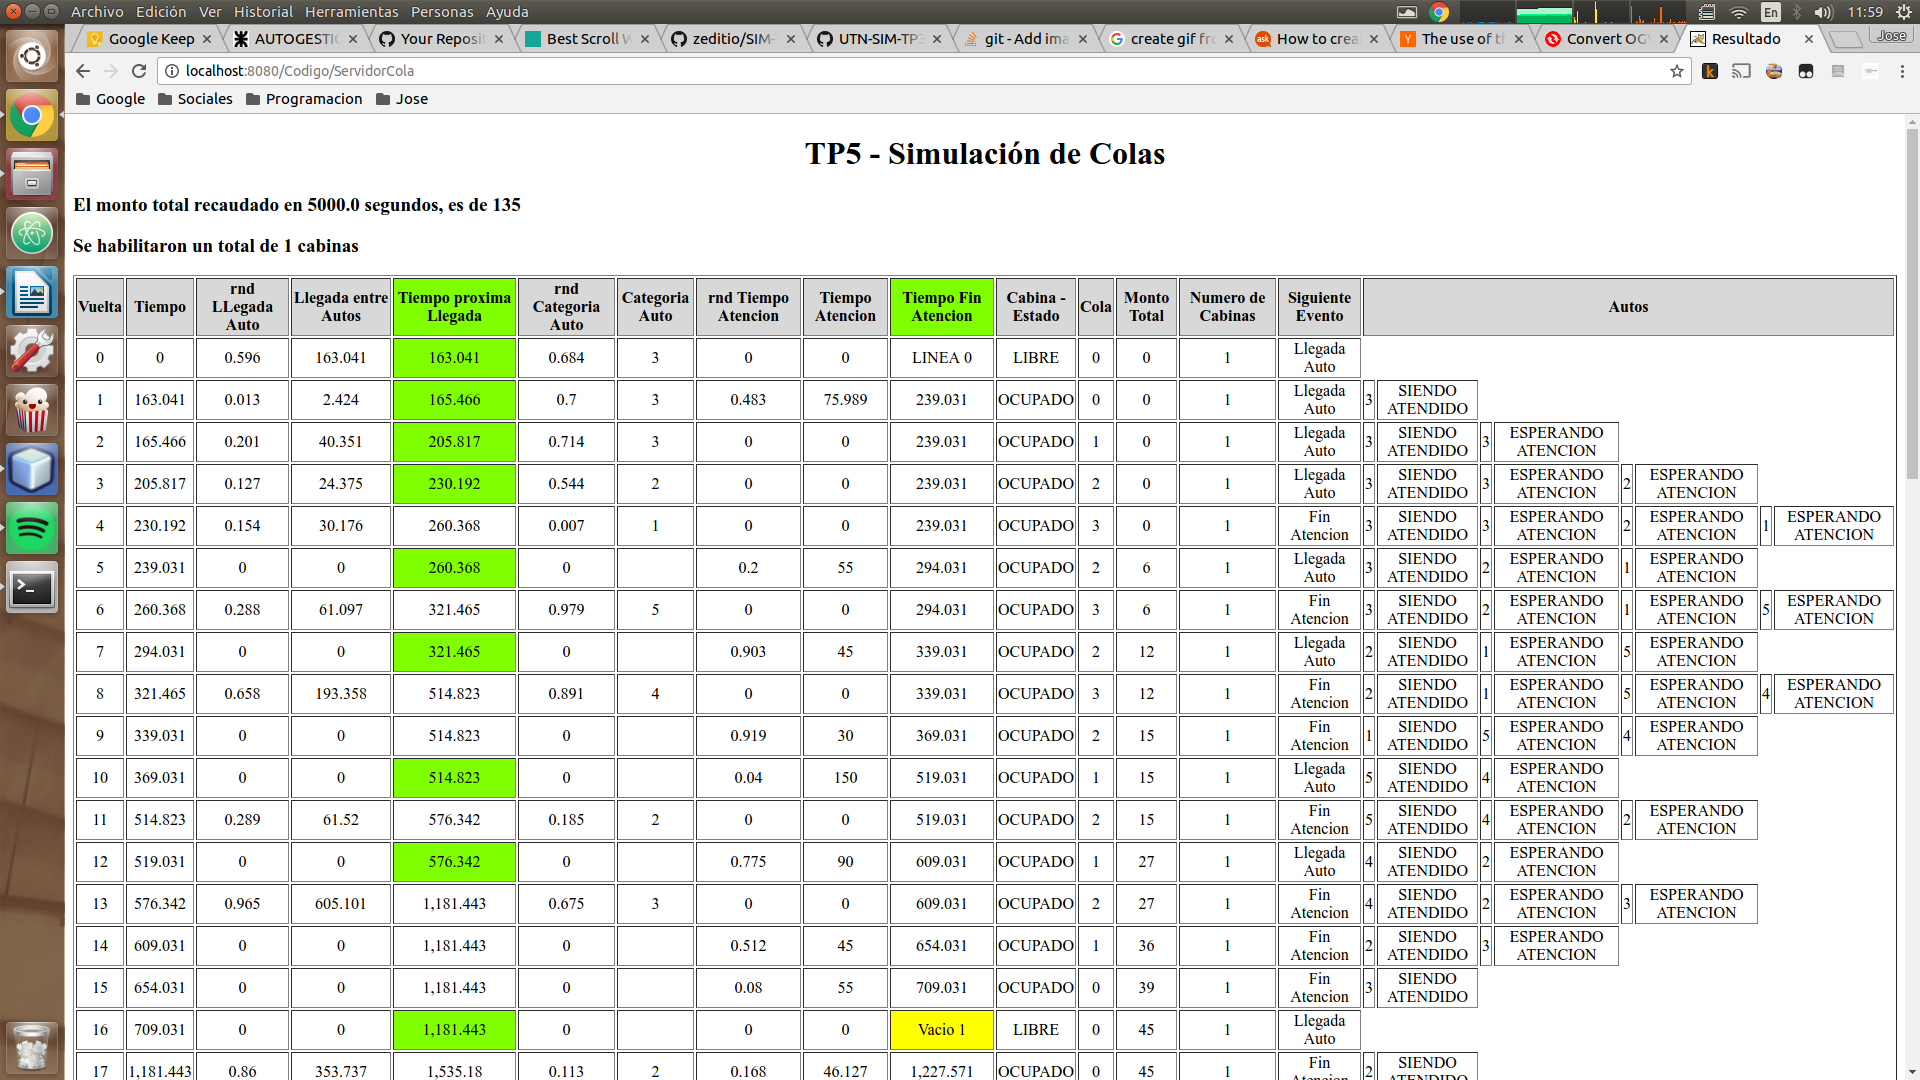 Archivo Edición Ver Historial Herramientas Personas Ayuda
En 11:59
Google Keep
AUTOGESTIC
Your Reposit
Best Scroll W
zeditio/SIM-
UTN-SIM-TP
git - Add ima
create gif fr
How to crea
The use of t
Convert OG
Resultado
Jose
localhost:8080/Codigo/ServidorCola
Google Sociales Programacion Jose
TP5 - Simulación de Colas
El monto total recaudado en 5000.0 segundos, es de 135
Se habilitaron un total de 1 cabinas
Vuelta Tiempo rnd LLegada Auto Llegada entre Autos Tiempo proxima Llegada rnd Categoria Auto Categoria Auto rnd Tiempo Atencion Tiempo Atencion Tiempo Fin Atencion Cabina - Estado Cola Monto Total Numero de Cabinas Siguiente Evento Autos
0 0 0.596 163.041 163.041 0.684 3 0 0 LINEA 0 LIBRE 0 0 1 Llegada Auto
1 163.041 0.013 2.424 165.466 0.7 3 0.483 75.989 239.031 OCUPADO 0 0 1 Llegada Auto 3 SIENDO ATENDIDO
2 165.466 0.201 40.351 205.817 0.714 3 0 0 239.031 OCUPADO 1 0 1 Llegada Auto 3 SIENDO ATENDIDO 3 ESPERANDO ATENCION
3 205.817 0.127 24.375 230.192 0.544 2 0 0 239.031 OCUPADO 2 0 1 Llegada Auto 3 SIENDO ATENDIDO 3 ESPERANDO ATENCION 2 ESPERANDO ATENCION
4 230.192 0.154 30.176 260.368 0.007 1 0 0 239.031 OCUPADO 3 0 1 Fin Atencion 3 SIENDO ATENDIDO 3 ESPERANDO ATENCION 2 ESPERANDO ATENCION 1 ESPERANDO ATENCION
5 239.031 0 0 260.368 0 0.2 55 294.031 OCUPADO 2 6 1 Llegada Auto 3 SIENDO ATENDIDO 2 ESPERANDO ATENCION 1 ESPERANDO ATENCION
6 260.368 0.288 61.097 321.465 0.979 5 0 0 294.031 OCUPADO 3 6 1 Fin Atencion 3 SIENDO ATENDIDO 2 ESPERANDO ATENCION 1 ESPERANDO ATENCION 5 ESPERANDO ATENCION
7 294.031 0 0 321.465 0 0.903 45 339.031 OCUPADO 2 12 1 Llegada Auto 2 SIENDO ATENDIDO 1 ESPERANDO ATENCION 5 ESPERANDO ATENCION
8 321.465 0.658 193.358 514.823 0.891 4 0 0 339.031 OCUPADO 3 12 1 Fin Atencion 2 SIENDO ATENDIDO 1 ESPERANDO ATENCION 5 ESPERANDO ATENCION 4 ESPERANDO ATENCION
9 339.031 0 0 514.823 0 0.919 30 369.031 OCUPADO 2 15 1 Fin Atencion 1 SIENDO ATENDIDO 5 ESPERANDO ATENCION 4 ESPERANDO ATENCION
10 369.031 0 0 514.823 0 0.04 150 519.031 OCUPADO 1 15 1 Llegada Auto 5 SIENDO ATENDIDO 4 ESPERANDO ATENCION
11 514.823 0.289 61.52 576.342 0.185 2 0 0 519.031 OCUPADO 2 15 1 Fin Atencion 5 SIENDO ATENDIDO 4 ESPERANDO ATENCION 2 ESPERANDO ATENCION
12 519.031 0 0 576.342 0 0.775 90 609.031 OCUPADO 1 27 1 Llegada Auto 4 SIENDO ATENDIDO 2 ESPERANDO ATENCION
13 576.342 0.965 605.101 1,181.443 0.675 3 0 0 609.031 OCUPADO 2 27 1 Fin Atencion 4 SIENDO ATENDIDO 2 ESPERANDO ATENCION 3 ESPERANDO ATENCION
14 609.031 0 0 1,181.443 0 0.512 45 654.031 OCUPADO 1 36 1 Fin Atencion 2 SIENDO ATENDIDO 3 ESPERANDO ATENCION
15 654.031 0 0 1,181.443 0 0.08 55 709.031 OCUPADO 0 39 1 Fin Atencion 3 SIENDO ATENDIDO
16 709.031 0 0 1,181.443 0 0 0 Vacio 1 LIBRE 0 45 1 Llegada Auto
17 1,181.443 0.86 353.737 1,535.18 0.113 2 0.168 46.127 1,227.571 OCUPADO 0 45 1 Fin Atencion 2 SIENDO ATENDIDO